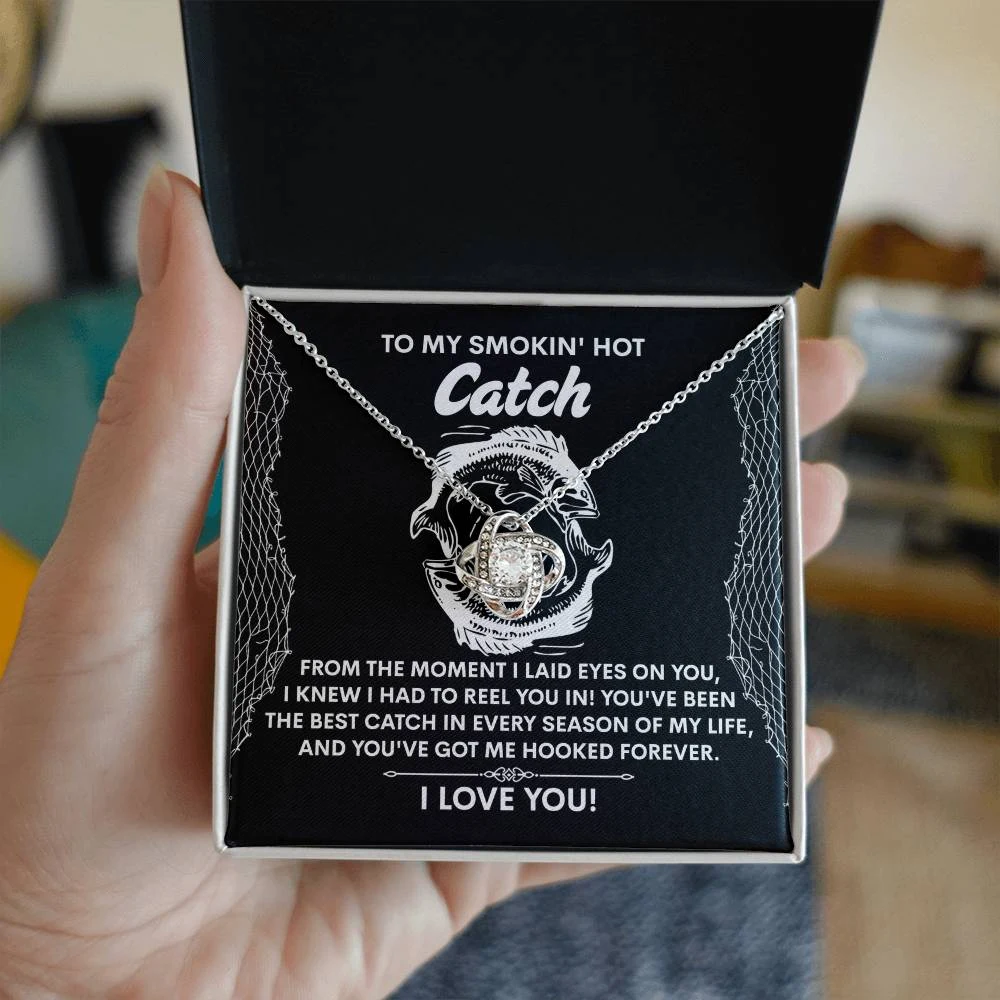 TO MY SMOKIN' HOT
Catch
FROM THE MOMENT I LAID EYES ON YOU,
I KNEW I HAD TO REEL YOU IN! YOU'VE BEEN
THE BEST CATCH IN EVERY SEASON OF MY LIFE,
AND YOU'VE GOT ME HOOKED FOREVER.
I LOVE YOU!